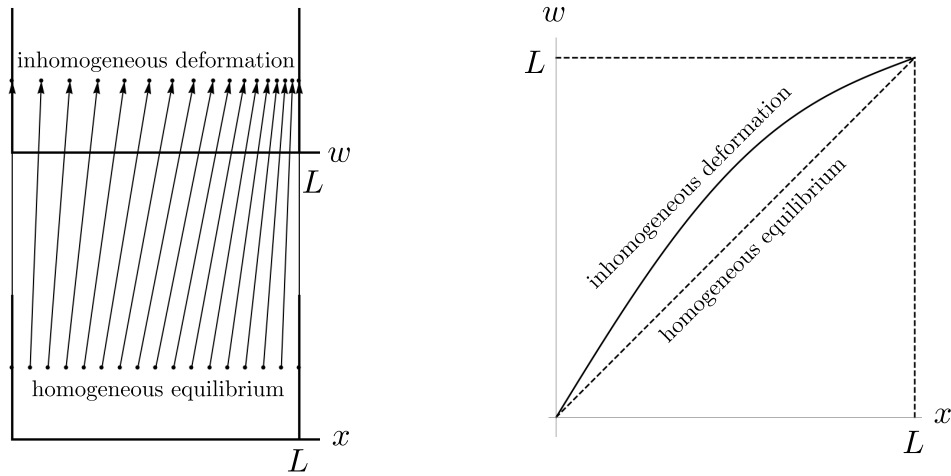 inhomogeneous deformation
w
L
homogeneous equilibrium
x
L
w
L
inhomogeneous deformation
homogeneous equilibrium
x
L